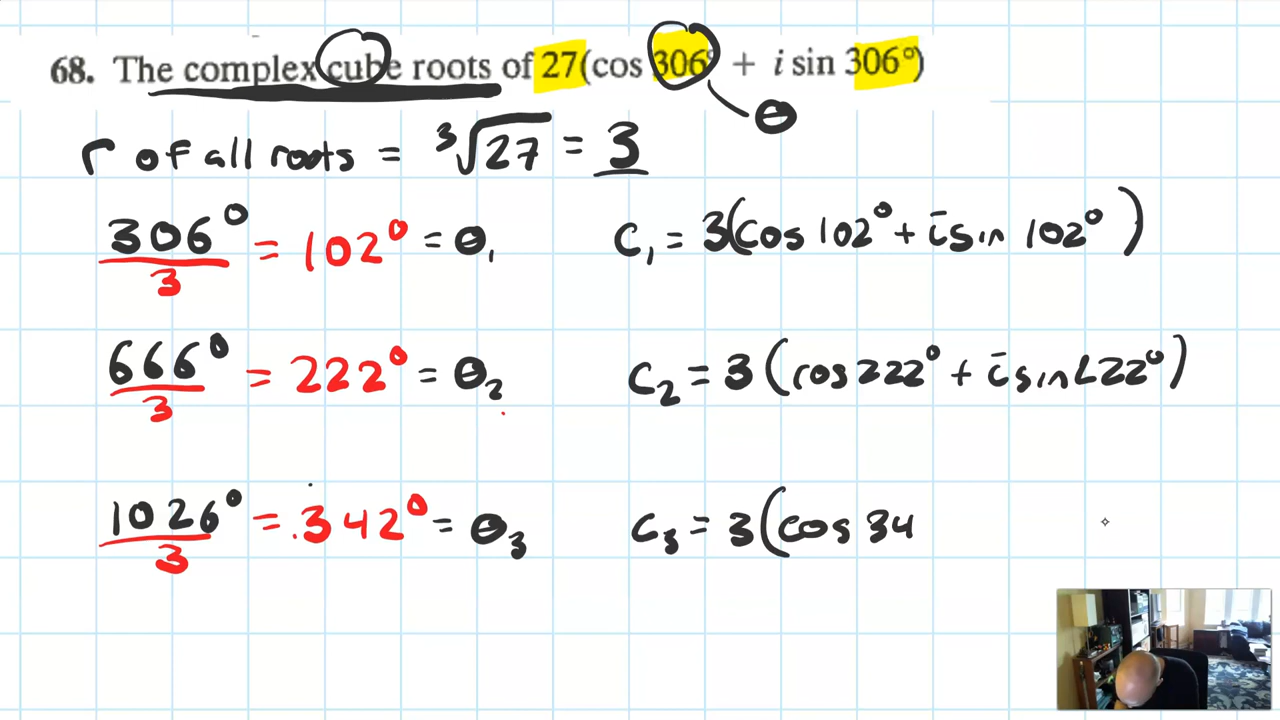 68. The complex cube roots of 27(cos 306° + i sin 306°)
θ
r of all roots = ∛27 = 3
306°/3 = 102° = θ₁ C₁ = 3(cos 102° + i sin 102°)
666°/3 = 222° = θ₂ C₂ = 3(cos 222° + i sin 222°)
1026°/3 = 342° = θ₃ C₃ = 3(cos 34